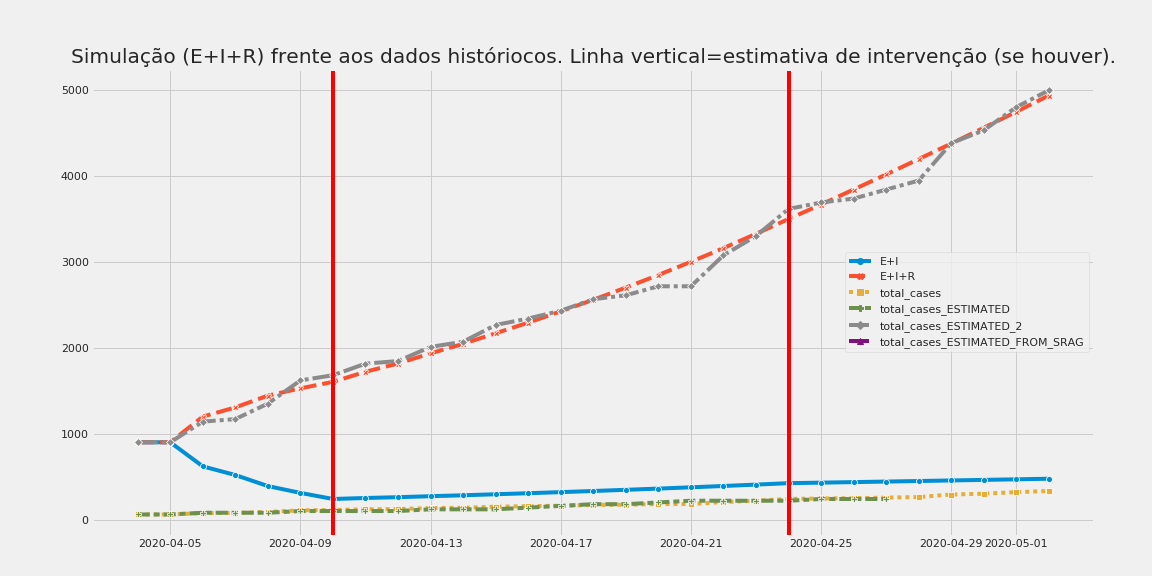 Simulação (E+I+R) frente aos dados históriocos. Linha vertical=estimativa de intervenção (se houver).
5000
4000
3000
2000
1000
0
E+I
E+I+R
total_cases
total_cases_ESTIMATED
total_cases_ESTIMATED_2
total_cases_ESTIMATED_FROM_SRAG
2020-04-05 2020-04-09 2020-04-13 2020-04-17 2020-04-21 2020-04-25 2020-04-29 2020-05-01